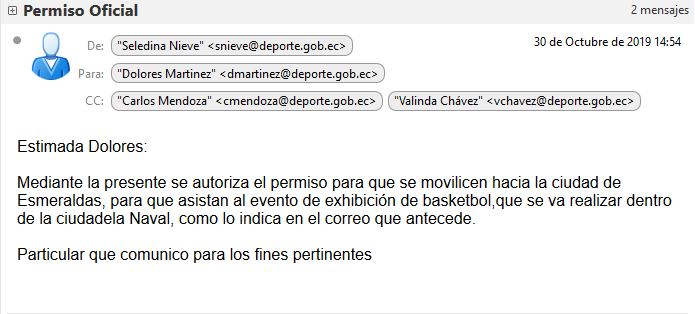 Permiso Oficial 2 mensajes
De: "Seledina Nieve" <snieve@deporte.gob.ec> 30 de Octubre de 2019 14:54
Para: "Dolores Martinez" <dmartinez@deporte.gob.ec>
CC: "Carlos Mendoza" <cmendoza@deporte.gob.ec> "Valinda Chávez" <vchavez@deporte.gob.ec>
Estimada Dolores:
Mediante la presente se autoriza el permiso para que se movilicen hacia la ciudad de
Esmeraldas, para que asistan al evento de exhibición de basketbol,que se va realizar dentro
de la ciudadela Naval, como lo indica en el correo que antecede.
Particular que comunico para los fines pertinentes